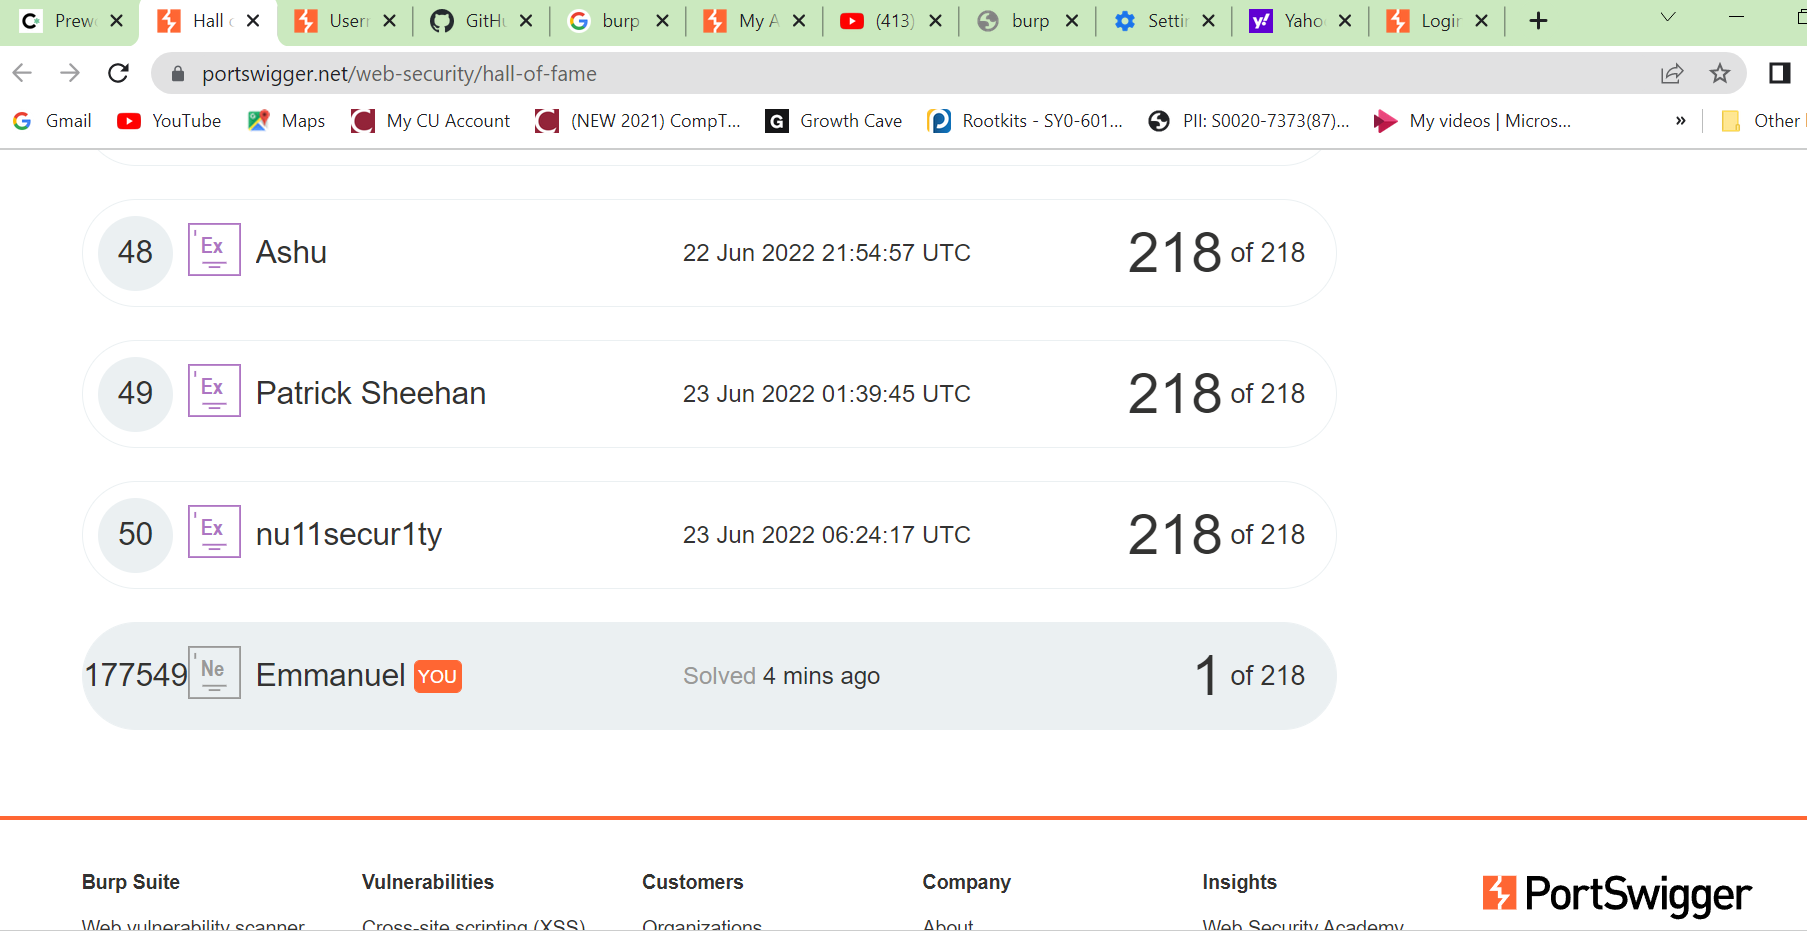 Prew Hall User GitHu burp My A (413) burp Settin Yaho Login
portswigger.net/web-security/hall-of-fame
Gmail YouTube Maps My CU Account (NEW 2021) CompT... Growth Cave Rootkits - SY0-601... PII: S0020-7373(87)... My videos | Micros... » Other
48 'Ex Ashu 22 Jun 2022 21:54:57 UTC 218 of 218
49 'Ex Patrick Sheehan 23 Jun 2022 01:39:45 UTC 218 of 218
50 'Ex nu11secur1ty 23 Jun 2022 06:24:17 UTC 218 of 218
177549 'Ne Emmanuel YOU Solved 4 mins ago 1 of 218
Burp Suite Vulnerabilities Customers Company Insights PortSwigger
Web vulnerability scanner Cross-site scripting (XSS) Organizations About Web Security Academy